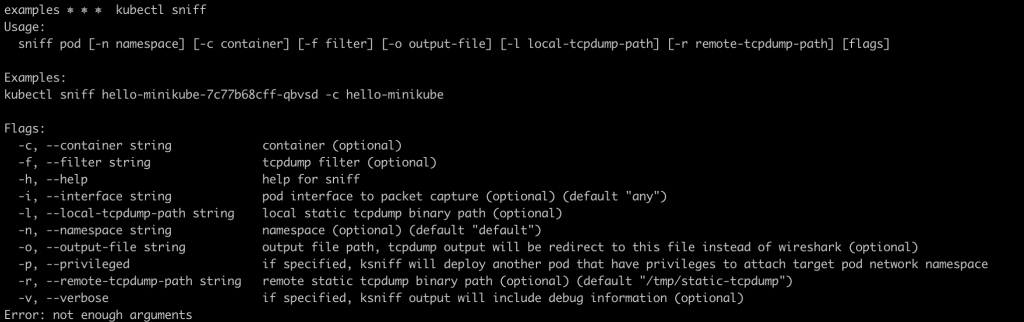 examples * * *  kubectl sniff
Usage:
  sniff pod [-n namespace] [-c container] [-f filter] [-o output-file] [-l local-tcpdump-path] [-r remote-tcpdump-path] [flags]

Examples:
kubectl sniff hello-minikube-7c77b68cff-qbvsd -c hello-minikube

Flags:
  -c, --container string             container (optional)
  -f, --filter string                tcpdump filter (optional)
  -h, --help                         help for sniff
  -i, --interface string             pod interface to packet capture (optional) (default "any")
  -l, --local-tcpdump-path string    local static tcpdump binary path (optional)
  -n, --namespace string             namespace (optional) (default "default")
  -o, --output-file string           output file path, tcpdump output will be redirect to this file instead of wireshark (optional)
  -p, --privileged                   if specified, ksniff will deploy another pod that have privileges to attach target pod network namespace
  -r, --remote-tcpdump-path string   remote static tcpdump binary path (optional) (default "/tmp/static-tcpdump")
  -v, --verbose                      if specified, ksniff output will include debug information (optional)
Error: not enough arguments